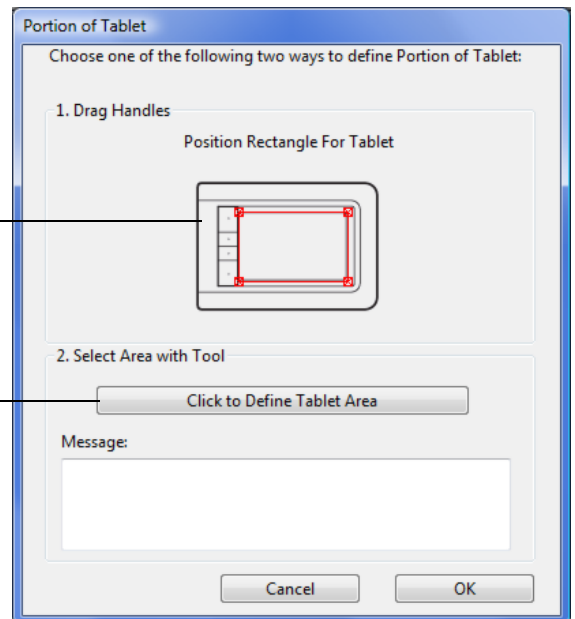 Portion of Tablet
Choose one of the following two ways to define Portion of Tablet:
1. Drag Handles
Position Rectangle For Tablet
2. Select Area with Tool
Click to Define Tablet Area
Message:
Cancel
OK